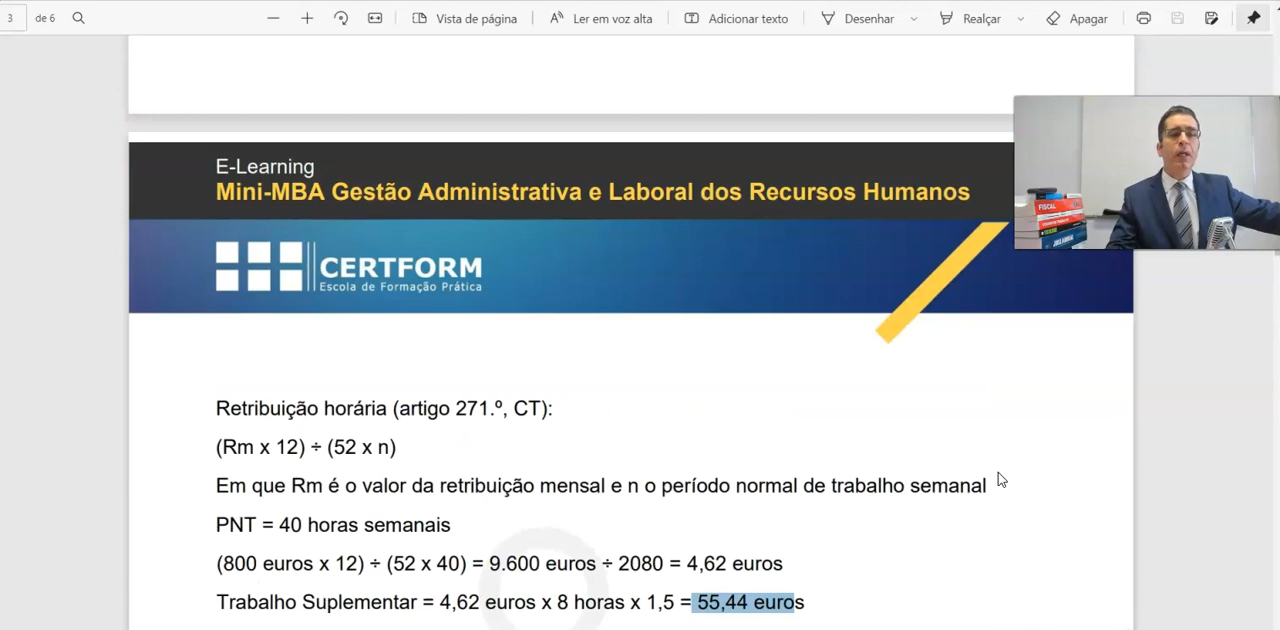 3 de 6 Vista de página Ler em voz alta Adicionar texto Desenhar Realçar Apagar
E-Learning
Mini-MBA Gestão Administrativa e Laboral dos Recursos Humanos
FISCAL
CERTFORM
Escola de Formação Prática
Retribuição horária (artigo 271.º, CT):
(Rm x 12) ÷ (52 x n)
Em que Rm é o valor da retribuição mensal e n o período normal de trabalho semanal
PNT = 40 horas semanais
(800 euros x 12) ÷ (52 x 40) = 9.600 euros ÷ 2080 = 4,62 euros
Trabalho Suplementar = 4,62 euros x 8 horas x 1,5 = 55,44 euros